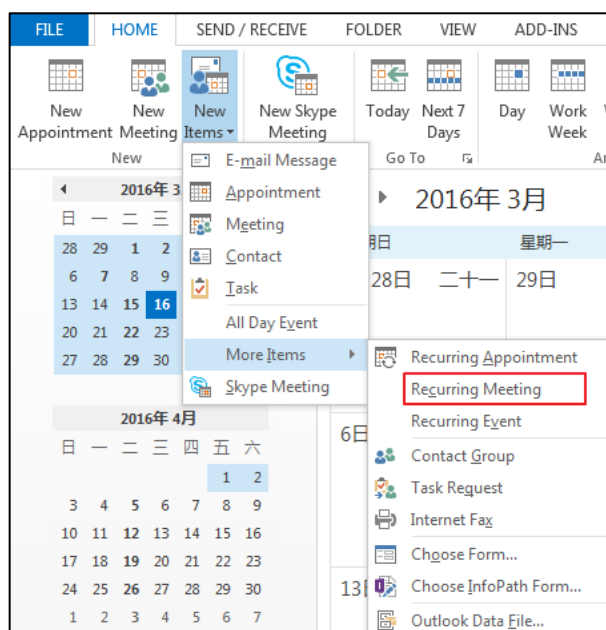 FILE HOME SEND / RECEIVE FOLDER VIEW ADD-INS
New Appointment
New Meeting
New Items
New Skype Meeting
Today
Next 7 Days
Day
Work Week
New
Go To
E-mail Message
Appointment
Meeting
Contact
Task
All Day Event
More Items
Skype Meeting
Recurring Appointment
Recurring Meeting
Recurring Event
Contact Group
Task Request
Internet Fax
Choose Form...
Choose InfoPath Form...
Outlook Data File...
2016年 3
日 一 二 三
28 29 1 2
6 7 8 9
13 14 15 16
20 21 22 23
27 28 29 30
2016年 4月
日 一 二 三 四 五 六
1 2
3 4 5 6 7 8 9
10 11 12 13 14 15 16
17 18 19 20 21 22 23
24 25 26 27 28 29 30
1 2 3 4 5 6 7
2016年 3月
期日 星期一
28日 二十一 29日
6日
13